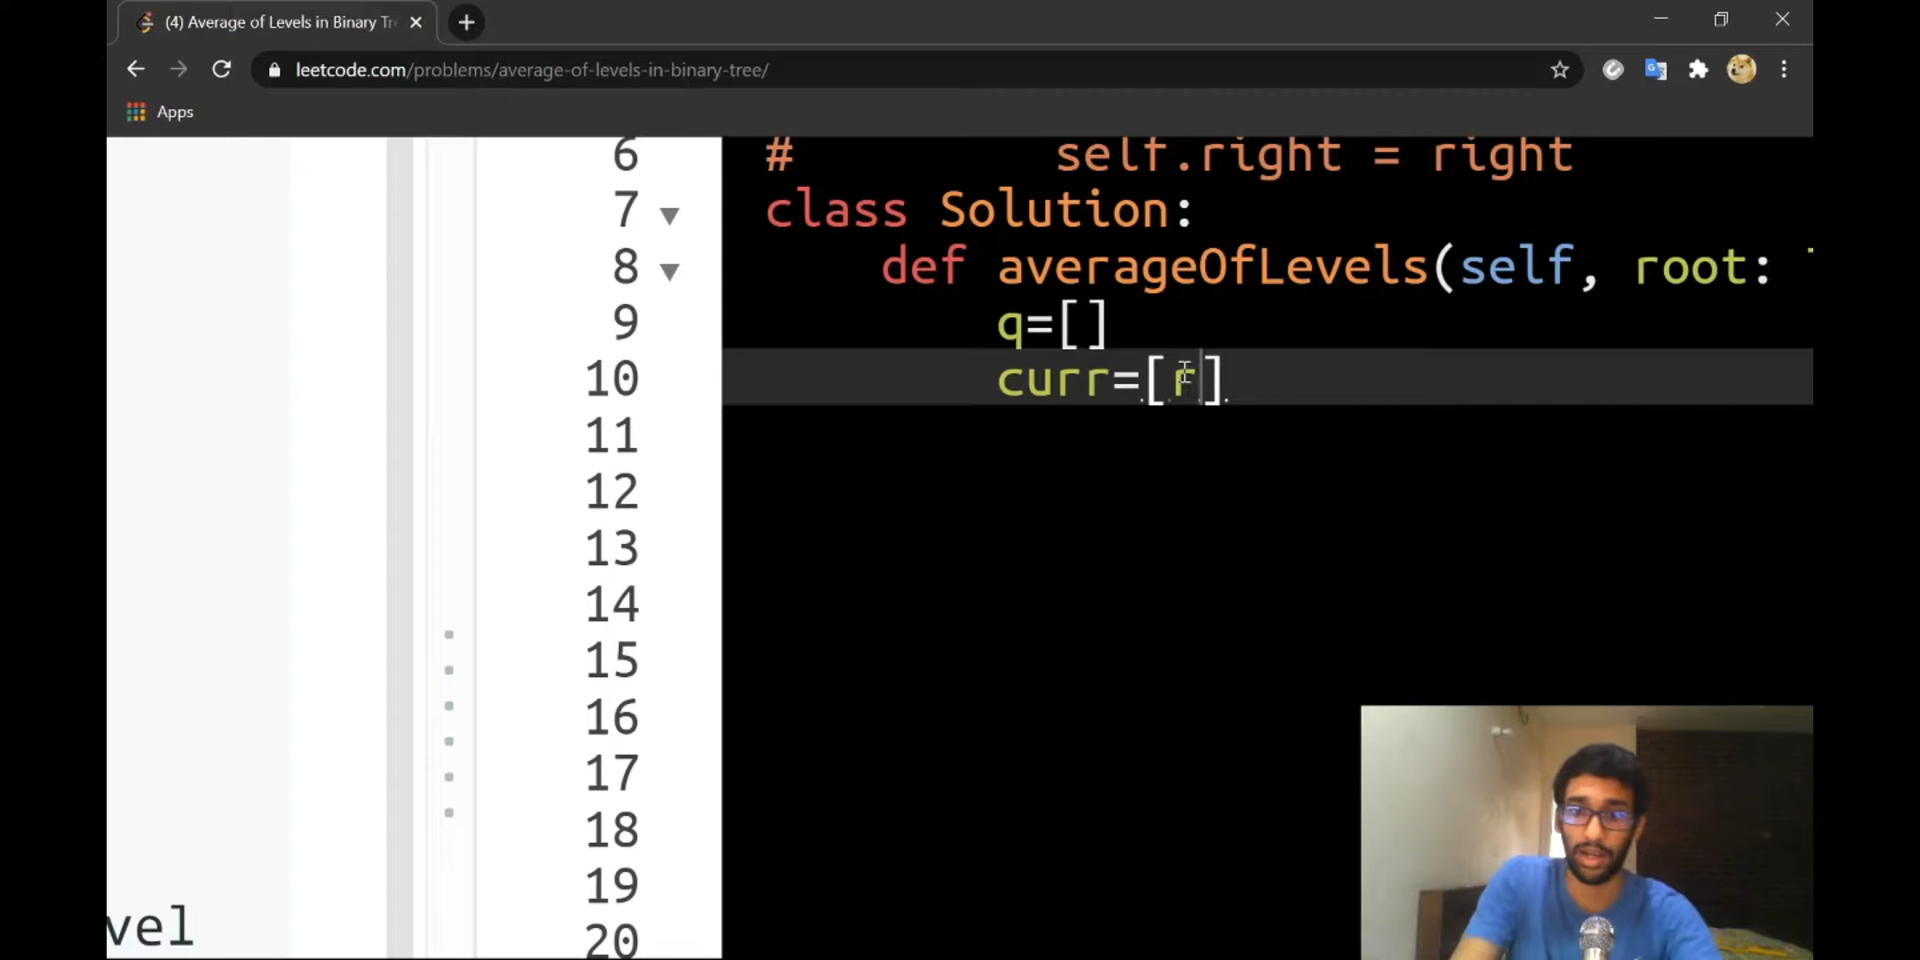 (4) Average of Levels in Binary Tr
leetcode.com/problems/average-of-levels-in-binary-tree/
Apps
6 # self.right = right
7 class Solution:
8 def averageOfLevels(self, root:
9 q=[]
10 curr=[r]
11
12
13
14
15
16
17
18
19
20
vel